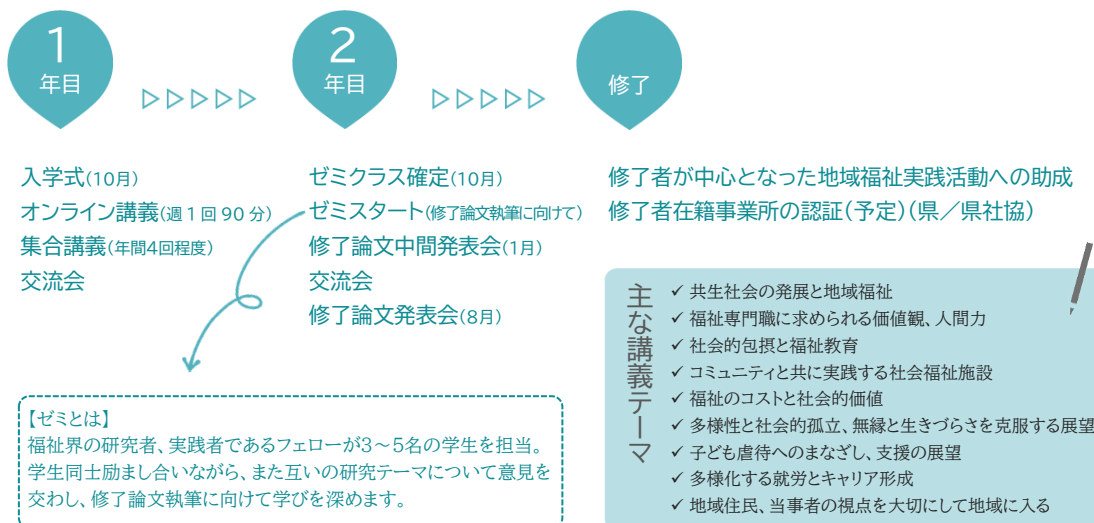 1
年目
▷▷▷▷▷
2
年目
▷▷▷▷▷
修了
入学式(10月)
オンライン講義(週1回90分)
集合講義(年間4回程度)
交流会
ゼミクラス確定(10月)
ゼミスタート(修了論文執筆に向けて)
修了論文中間発表会(1月)
交流会
修了論文発表会(8月)
修了者が中心となった地域福祉実践活動への助成
修了者在籍事業所の認証(予定)(県/県社協)
【ゼミとは】
福祉界の研究者、実践者であるフェローが3~5名の学生を担当。
学生同士励まし合いながら、また互いの研究テーマについて意見を
交わし、修了論文執筆に向けて学びを深めます。
主な講義テーマ
✓ 共生社会の発展と地域福祉
✓ 福祉専門職に求められる価値観、人間力
✓ 社会的包摂と福祉教育
✓ コミュニティと共に実践する社会福祉施設
✓ 福祉のコストと社会的価値
✓ 多様性と社会的孤立、無縁と生きづらさを克服する展望
✓ 子ども虐待へのまなざし、支援の展望
✓ 多様化する就労とキャリア形成
✓ 地域住民、当事者の視点を大切にして地域に入る